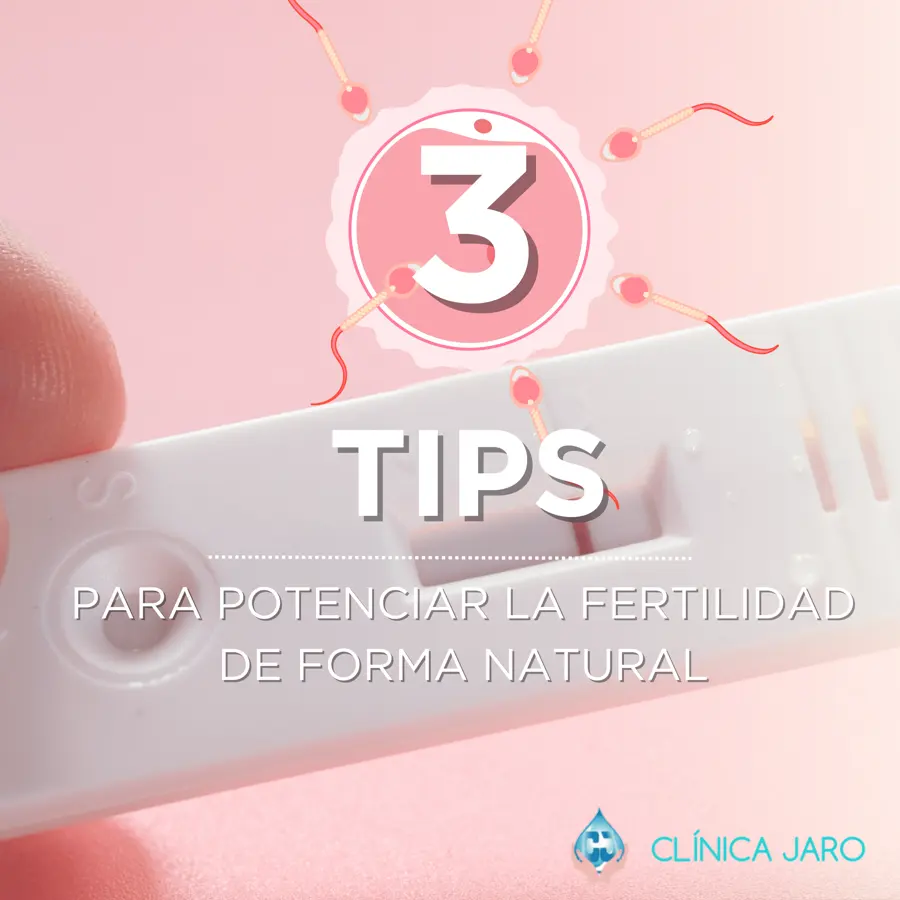 3
TIPS
PARA POTENCIAR LA FERTILIDAD
DE FORMA NATURAL
S
CLÍNICA JARO